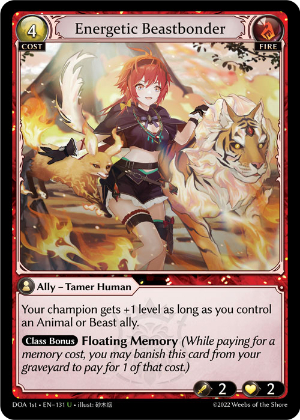 4
Energetic Beastbonder
COST
FIRE
Ally – Tamer Human
Your champion gets +1 level as long as you control
an Animal or Beast ally.
Class Bonus Floating Memory (While paying for
a memory cost, you may banish this card from
your graveyard to pay for 1 of that cost.)
2 2
DOA 1st • EN–131 U • illust:
©2022 Weebs of the Shore